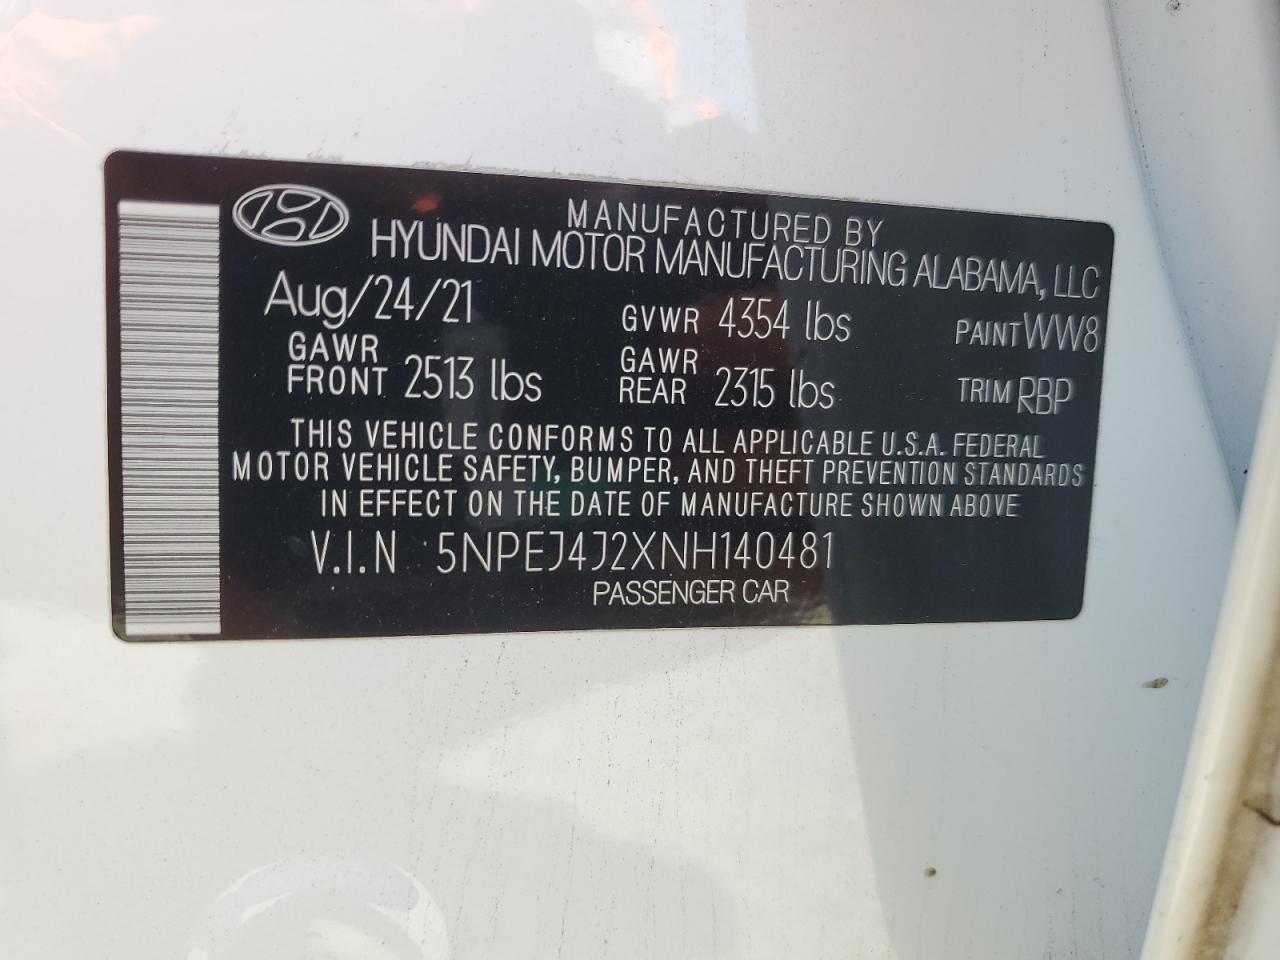 MANUFACTURED BY
HYUNDAI MOTOR MANUFACTURING ALABAMA, LLC
Aug/24/21 GVWR 4354 lbs PAINT WW8
GAWR FRONT 2513 lbs GAWR REAR 2315 lbs TRIM RBP
THIS VEHICLE CONFORMS TO ALL APPLICABLE U.S.A. FEDERAL
MOTOR VEHICLE SAFETY, BUMPER, AND THEFT PREVENTION STANDARDS
IN EFFECT ON THE DATE OF MANUFACTURE SHOWN ABOVE
V.I.N 5NPEJ4J2XNH140481
PASSENGER CAR